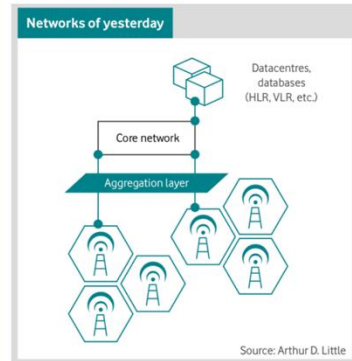 Networks of yesterday
Datacentres,
databases
(HLR, VLR, etc.)
Core network
Aggregation layer
Source: Arthur D. Little